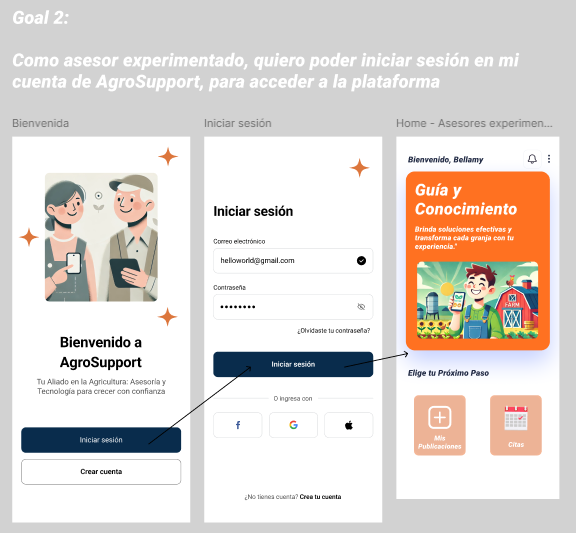 Goal 2:
Como asesor experimentado, quiero poder iniciar sesión en mi
cuenta de AgroSupport, para acceder a la plataforma
Bienvenida
Bienvenido a
AgroSupport
Tu Aliado en la Agricultura: Asesoría y
Tecnología para crecer con confianza
Iniciar sesión
Crear cuenta
Iniciar sesión
Iniciar sesión
Correo electrónico
helloworld@gmail.com
Contraseña
¿Olvidaste tu contraseña?
Iniciar sesión
O ingresa con
f
G
¿No tienes cuenta? Crea tu cuenta
Home - Asesores experimen...
Bienvenido, Bellamy
Guía y
Conocimiento
Brinda soluciones efectivas y
transforma cada granja con tu
experiencia."
FARM
Elige tu Próximo Paso
Mis
Publicaciones
Citas